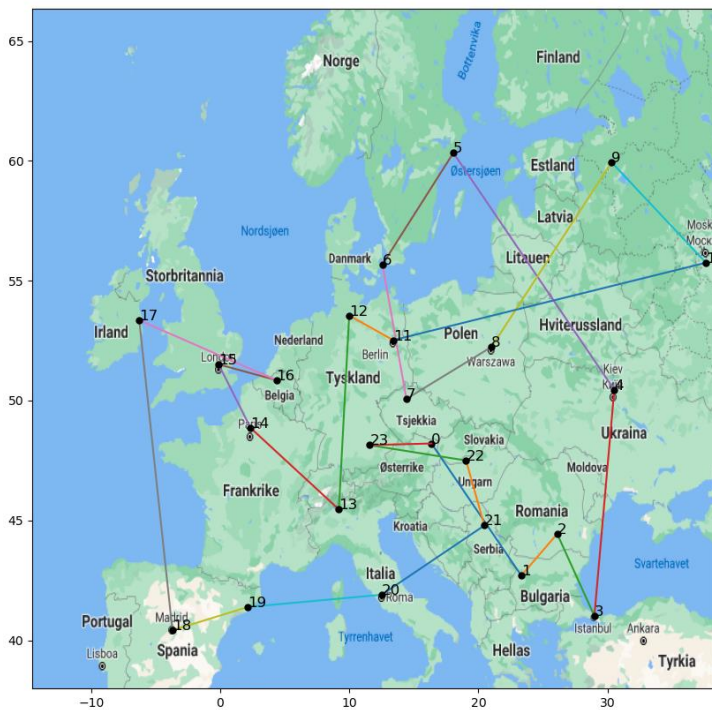 65
Norge
Bottenvika
Finland
5
9
60
Østersjøen
Estland
Latvia
Nordsjøen
Danmark
6
Litauen
Storbritannia
55
17
12
Irland
Nederland
11
Hviterussland
Polen
8
15
Berlin
Warszawa
16
Tyskland
Kiev
4
Belgia
50
7
14
Tsjekkia
Ukraina
23
0
Slovakia
Østerrike
22
Moldova
Frankrike
Ungarn
13
45
Kroatia
21
Romania
2
Serbia
Svartehavet
1
Italia
20
Roma
Bulgaria
19
3
Madrid
18
Istanbul
Ankara
Portugal
40
Spania
Tyrrenhavet
Hellas
Lisboa
Tyrkia
−10
0
10
20
30